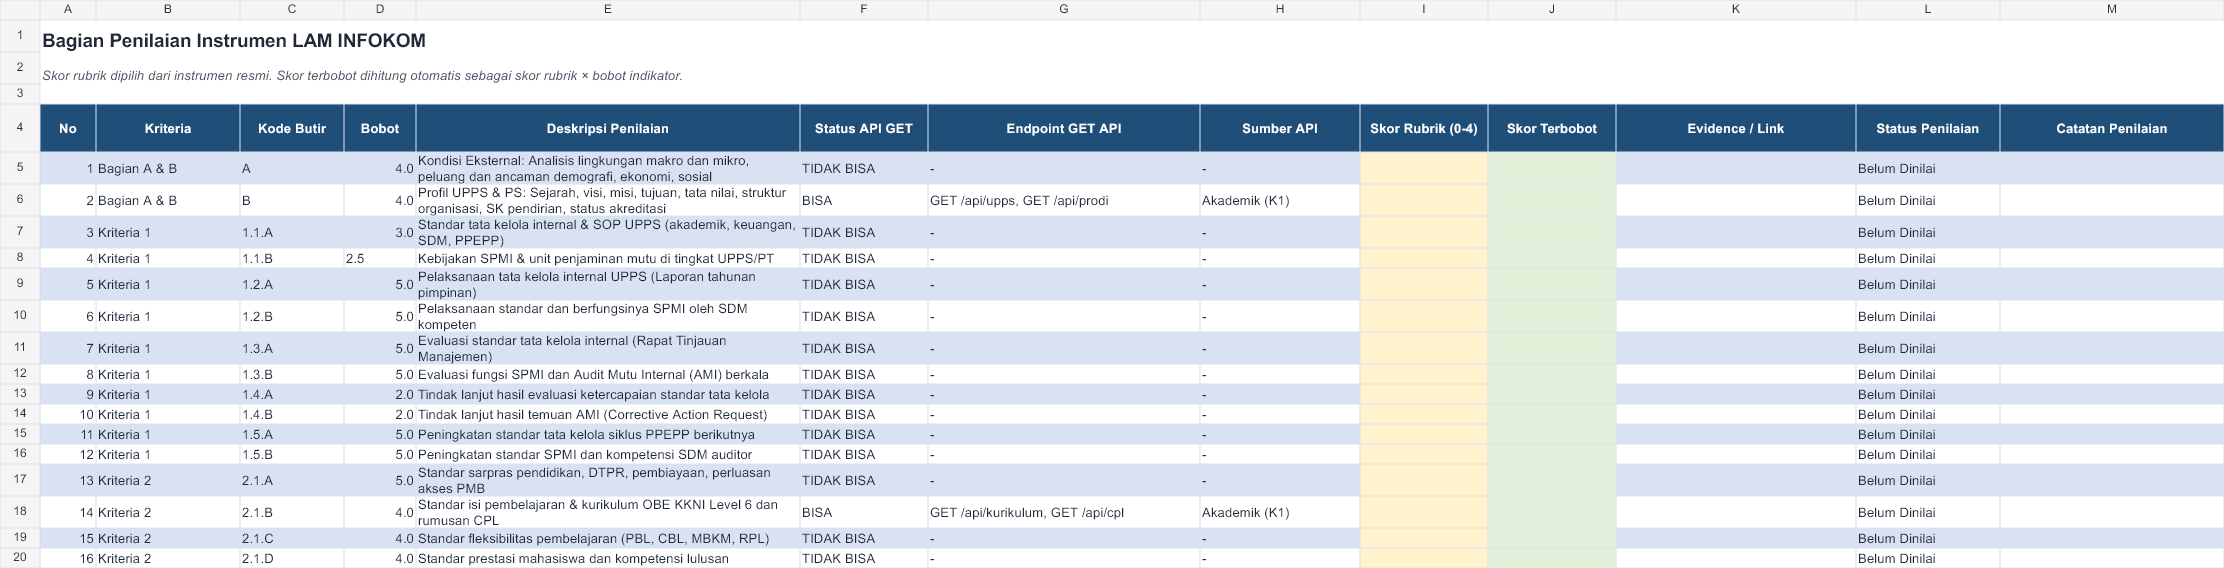 A B C D E F G H I J K L M
1 Bagian Penilaian Instrumen LAM INFOKOM
2 Skor rubrik dipilih dari instrumen resmi. Skor terbobot dihitung otomatis sebagai skor rubrik × bobot indikator.
3
4 No Kriteria Kode Butir Bobot Deskripsi Penilaian Status API GET Endpoint GET API Sumber API Skor Rubrik (0-4) Skor Terbobot Evidence / Link Status Penilaian Catatan Penilaian
5 1 Bagian A & B A 4.0 Kondisi Eksternal: Analisis lingkungan makro dan mikro, peluang dan ancaman demografi, ekonomi, sosial TIDAK BISA - - Belum Dinilai
6 2 Bagian A & B B 4.0 Profil UPPS & PS: Sejarah, visi, misi, tujuan, tata nilai, struktur organisasi, SK pendirian, status akreditasi BISA GET /api/upps, GET /api/prodi Akademik (K1) Belum Dinilai
7 3 Kriteria 1 1.1.A 3.0 Standar tata kelola internal & SOP UPPS (akademik, keuangan, SDM, PPEPP) TIDAK BISA - - Belum Dinilai
8 4 Kriteria 1 1.1.B 2.5 Kebijakan SPMI & unit penjaminan mutu di tingkat UPPS/PT TIDAK BISA - - Belum Dinilai
9 5 Kriteria 1 1.2.A 5.0 Pelaksanaan tata kelola internal UPPS (Laporan tahunan pimpinan) TIDAK BISA - - Belum Dinilai
10 6 Kriteria 1 1.2.B 5.0 Pelaksanaan standar dan berfungsinya SPMI oleh SDM kompeten TIDAK BISA - - Belum Dinilai
11 7 Kriteria 1 1.3.A 5.0 Evaluasi standar tata kelola internal (Rapat Tinjauan Manajemen) TIDAK BISA - - Belum Dinilai
12 8 Kriteria 1 1.3.B 5.0 Evaluasi fungsi SPMI dan Audit Mutu Internal (AMI) berkala TIDAK BISA - - Belum Dinilai
13 9 Kriteria 1 1.4.A 2.0 Tindak lanjut hasil evaluasi ketercapaian standar tata kelola TIDAK BISA - - Belum Dinilai
14 10 Kriteria 1 1.4.B 2.0 Tindak lanjut hasil temuan AMI (Corrective Action Request) TIDAK BISA - - Belum Dinilai
15 11 Kriteria 1 1.5.A 5.0 Peningkatan standar tata kelola siklus PPEPP berikutnya TIDAK BISA - - Belum Dinilai
16 12 Kriteria 1 1.5.B 5.0 Peningkatan standar SPMI dan kompetensi SDM auditor TIDAK BISA - - Belum Dinilai
17 13 Kriteria 2 2.1.A 5.0 Standar sarpras pendidikan, DTPR, pembiayaan, perluasan akses PMB TIDAK BISA - - Belum Dinilai
18 14 Kriteria 2 2.1.B 4.0 Standar isi pembelajaran & kurikulum OBE KKNI Level 6 dan rumusan CPL BISA GET /api/kurikulum, GET /api/cpl Akademik (K1) Belum Dinilai
19 15 Kriteria 2 2.1.C 4.0 Standar fleksibilitas pembelajaran (PBL, CBL, MBKM, RPL) TIDAK BISA - - Belum Dinilai
20 16 Kriteria 2 2.1.D 4.0 Standar prestasi mahasiswa dan kompetensi lulusan TIDAK BISA - - Belum Dinilai